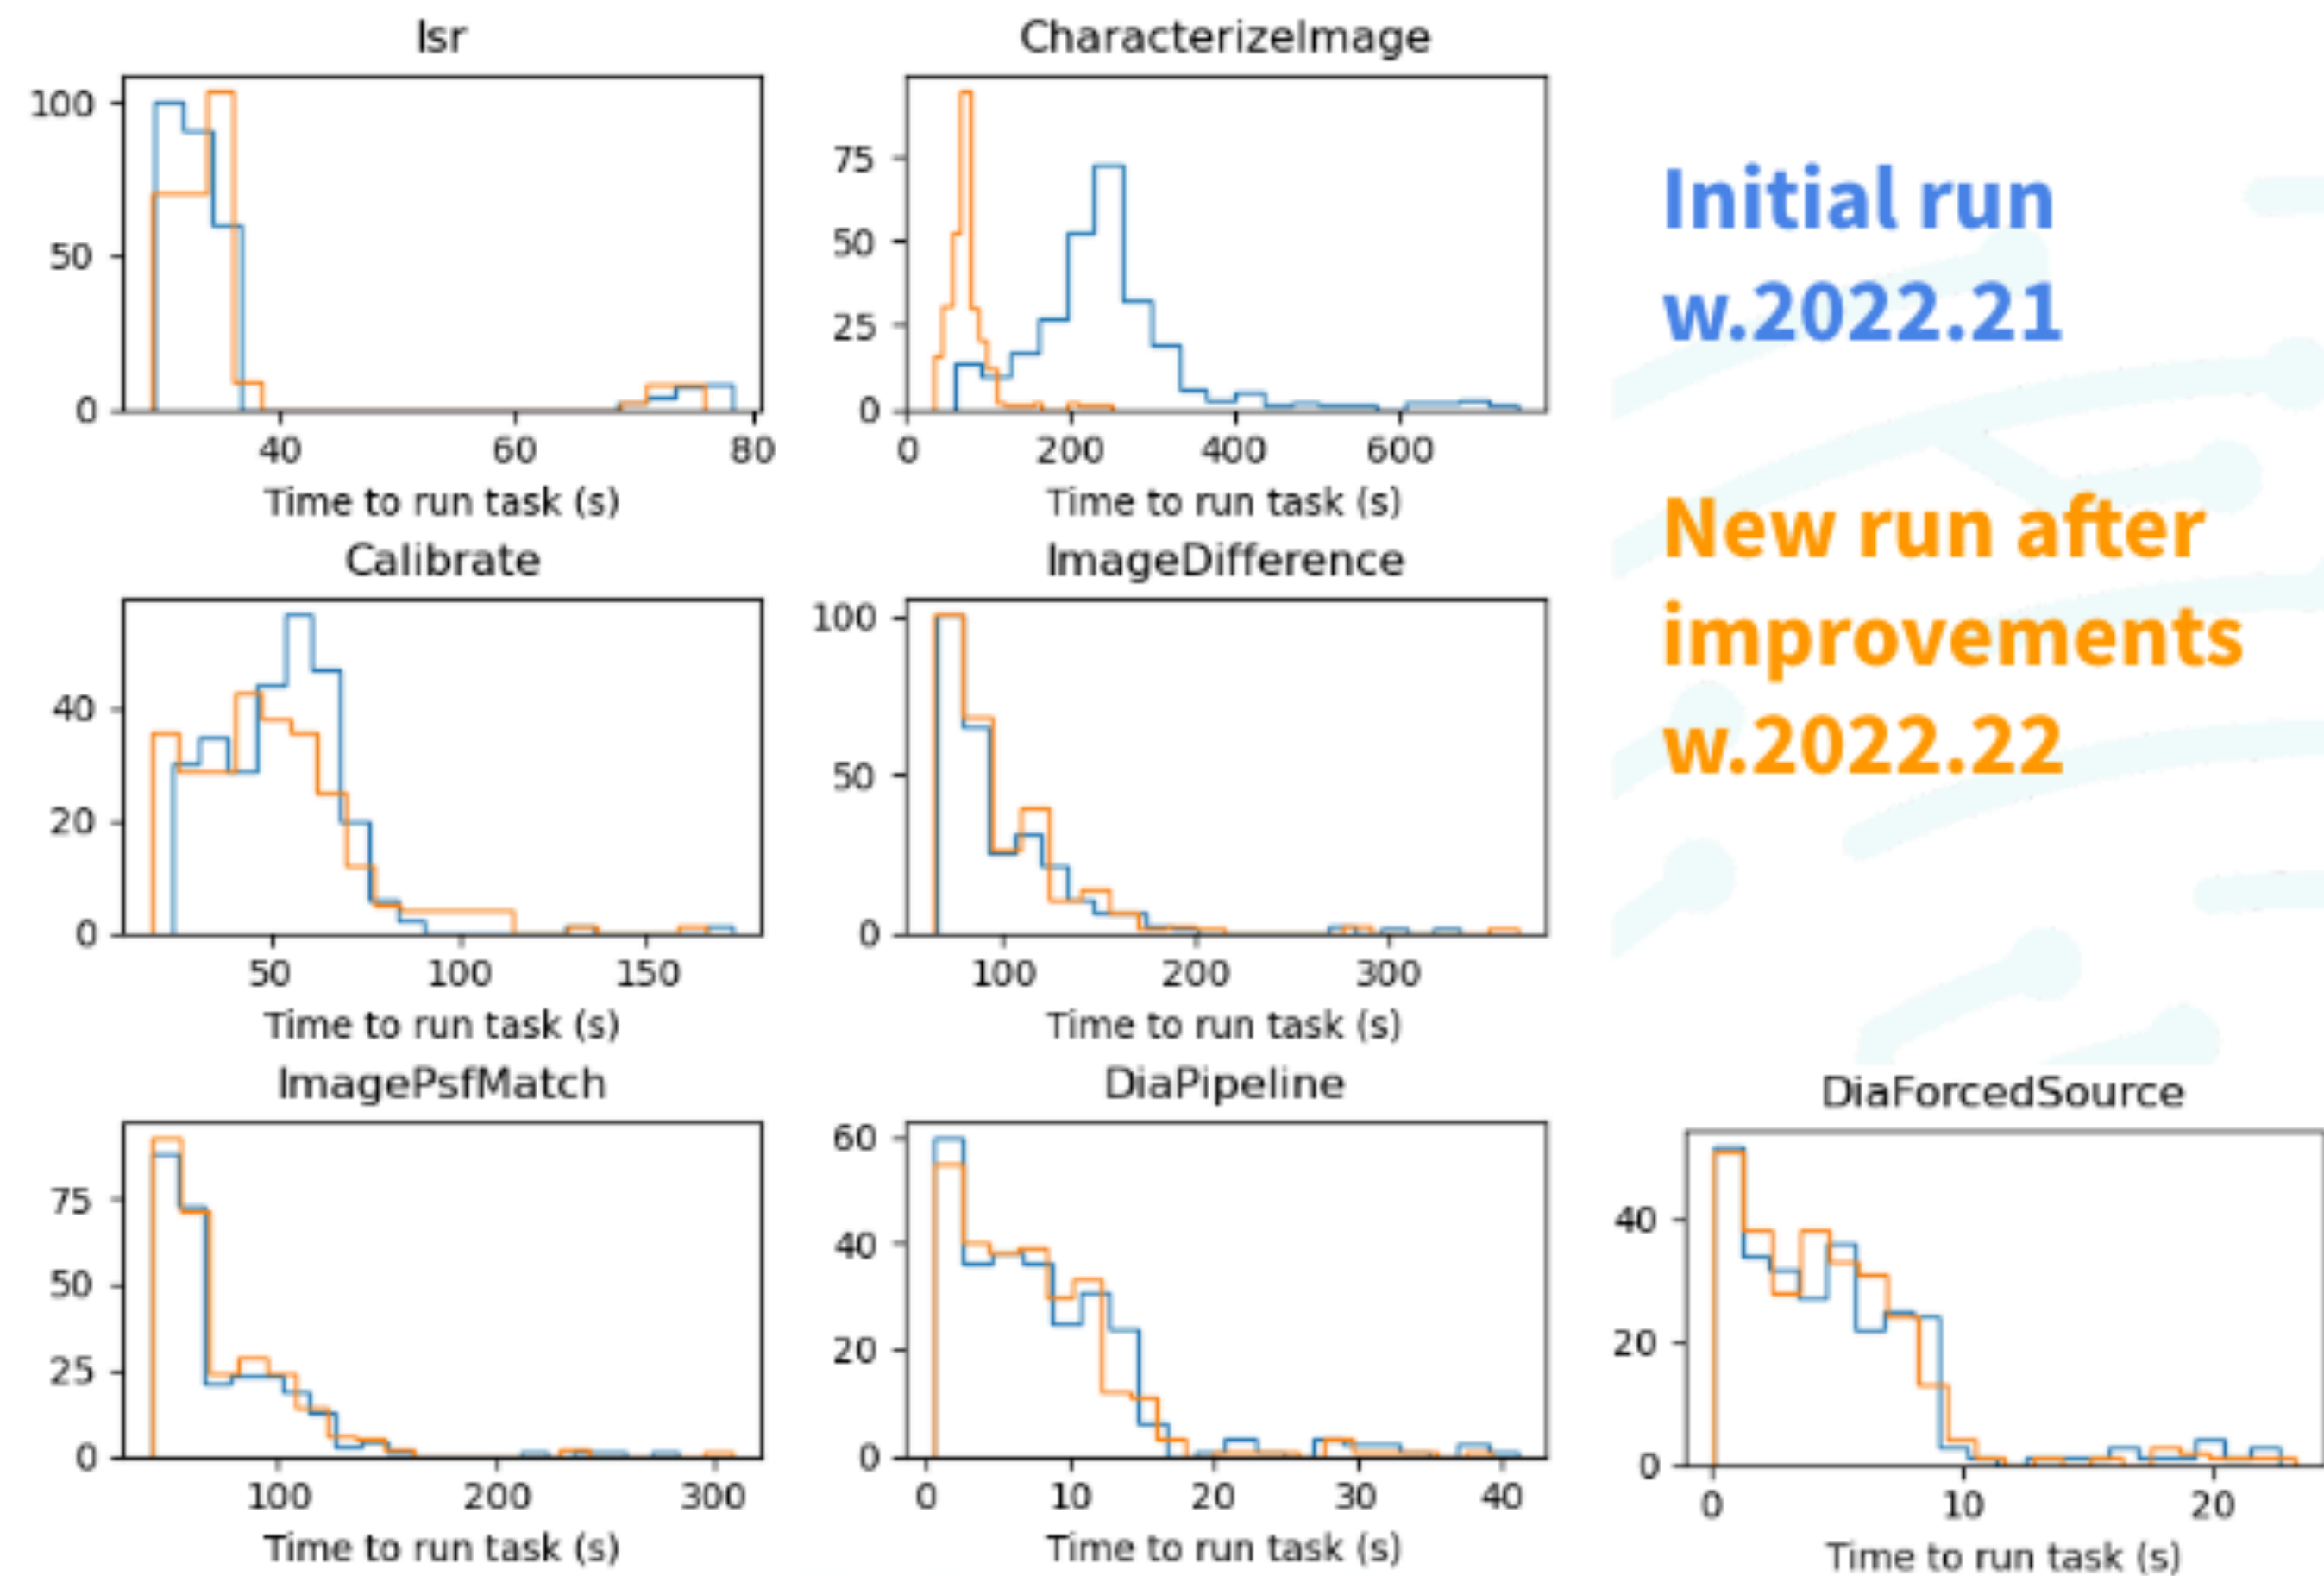 Isr
100
50
0
40 60 80
Time to run task (s)
CharacterizeImage
75
50
25
0
0 200 400 600
Time to run task (s)
Initial run
w.2022.21
New run after
improvements
w.2022.22
Calibrate
40
20
0
50 100 150
Time to run task (s)
ImageDifference
100
50
0
100 200 300
Time to run task (s)
ImagePsfMatch
75
50
25
0
100 200 300
Time to run task (s)
DiaPipeline
60
40
20
0
0 10 20 30 40
Time to run task (s)
DiaForcedSource
40
20
0
0 10 20
Time to run task (s)